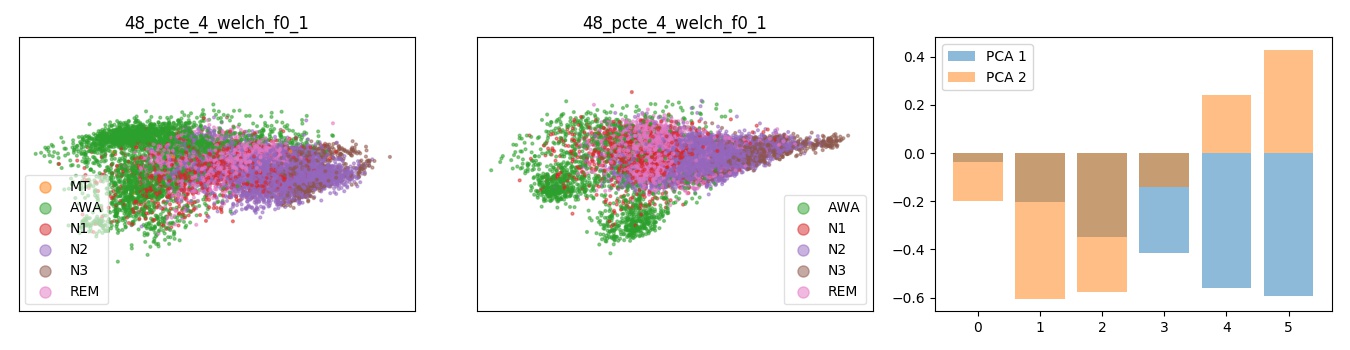 48_pcte_4_welch_f0_1
MT
AWA
N1
N2
N3
REM
48_pcte_4_welch_f0_1
AWA
N1
N2
N3
REM
PCA 1
PCA 2
0.4
0.2
0.0
−0.2
−0.4
−0.6
0 1 2 3 4 5